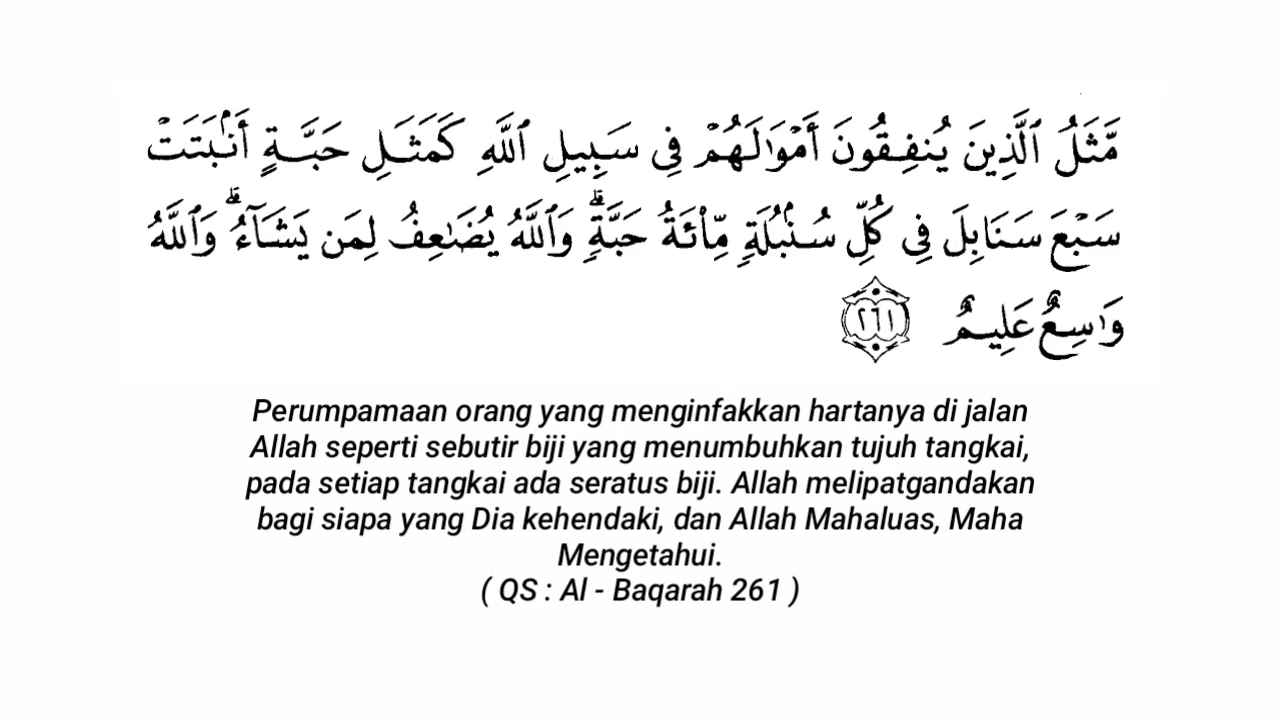 مَّثَلُ ٱلَّذِينَ يُنفِقُونَ أَمْوَٰلَهُمْ فِى سَبِيلِ ٱللَّهِ كَمَثَلِ حَبَّةٍ أَنۢبَتَتْ
سَبْعَ سَنَابِلَ فِى كُلِّ سُنۢبُلَةٍ مِّا۟ئَةُ حَبَّةٍ ۗ وَٱللَّهُ يُضَٰعِفُ لِمَن يَشَآءُ ۗ وَٱللَّهُ
وَٰسِعٌ عَلِيمٌ ٢٦١
Perumpamaan orang yang menginfakkan hartanya di jalan
Allah seperti sebutir biji yang menumbuhkan tujuh tangkai,
pada setiap tangkai ada seratus biji. Allah melipatgandakan
bagi siapa yang Dia kehendaki, dan Allah Mahaluas, Maha
Mengetahui.
( QS : Al - Baqarah 261 )